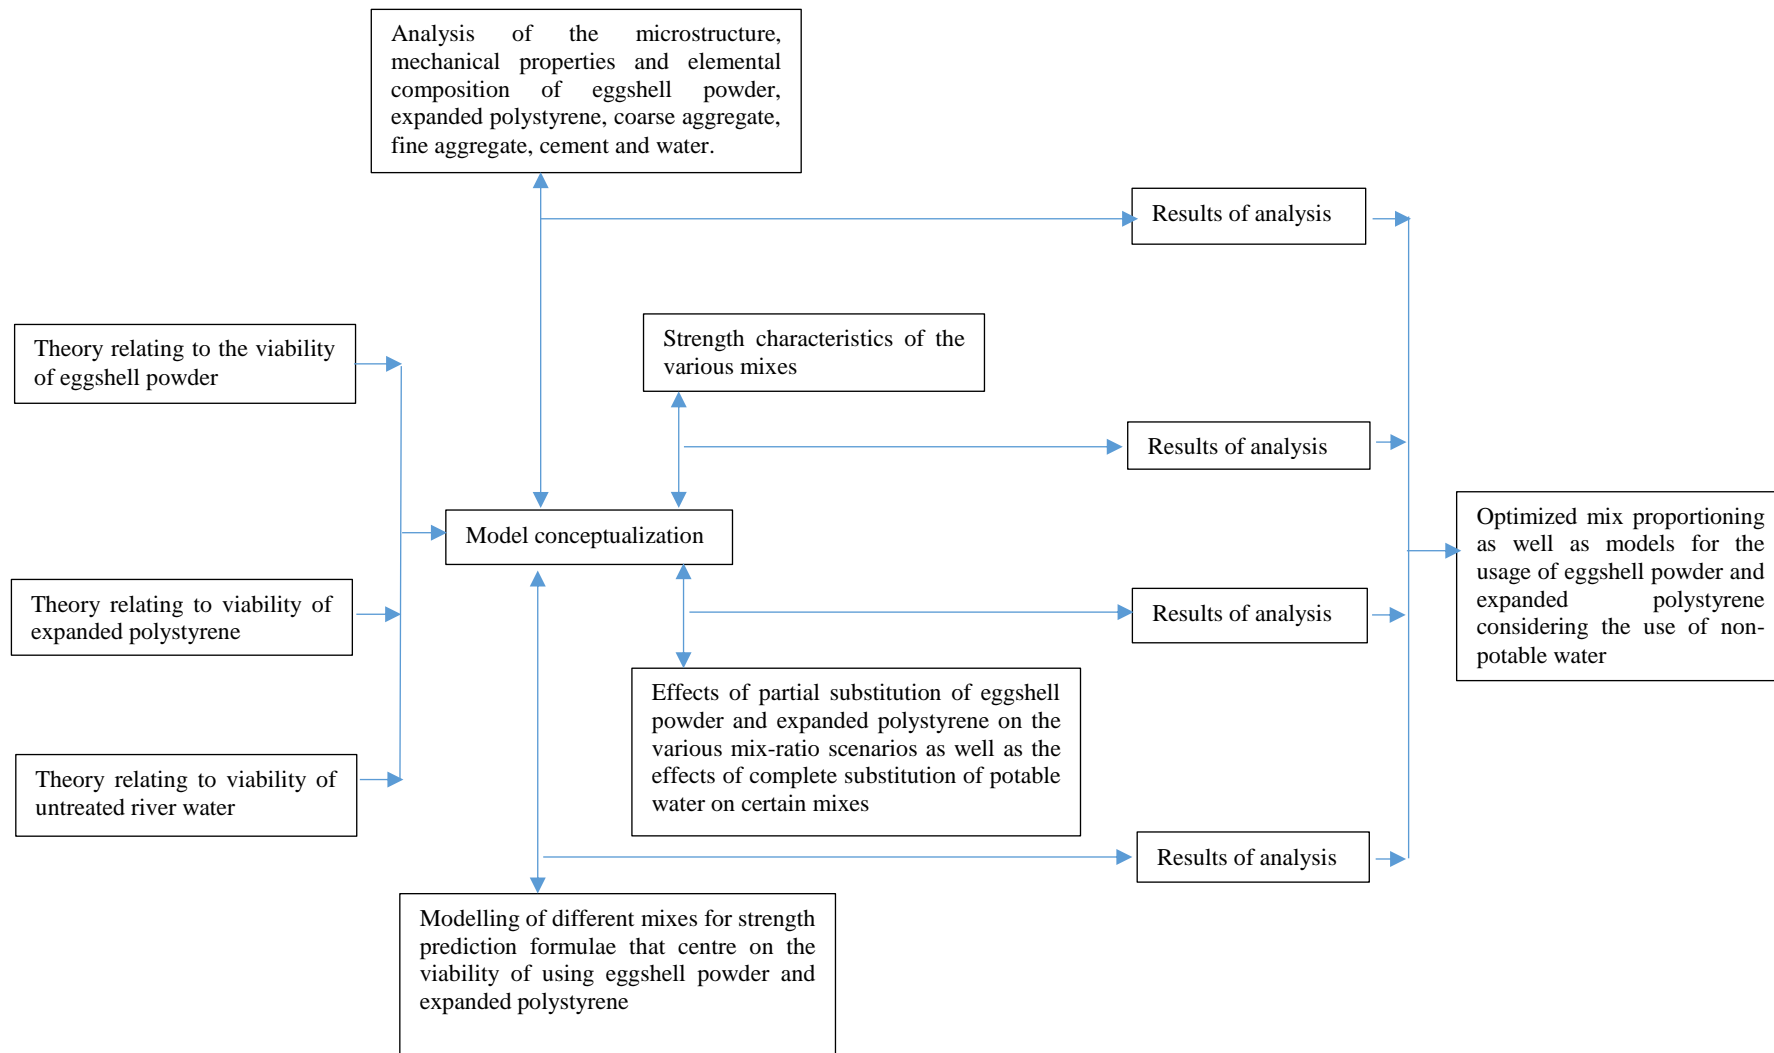 Analysis of the microstructure,
mechanical properties and elemental
composition of eggshell powder,
expanded polystyrene, coarse aggregate,
fine aggregate, cement and water.
Results of analysis
Theory relating to the viability
of eggshell powder
Strength characteristics of the
various mixes
Results of analysis
Model conceptualization
Optimized mix proportioning
as well as models for the
usage of eggshell powder and
expanded polystyrene
considering the use of non-
potable water
Theory relating to viability of
expanded polystyrene
Results of analysis
Effects of partial substitution of eggshell
powder and expanded polystyrene on the
various mix-ratio scenarios as well as the
effects of complete substitution of potable
water on certain mixes
Theory relating to viability of
untreated river water
Results of analysis
Modelling of different mixes for strength
prediction formulae that centre on the
viability of using eggshell powder and
expanded polystyrene